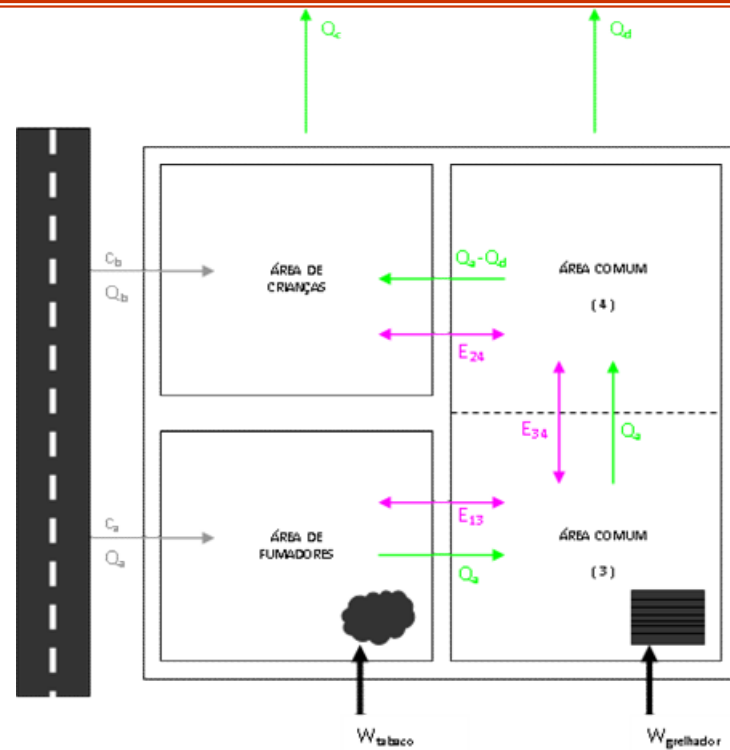 Qc
Qd
cb
Qb
ÁREA DE
CRIANÇAS
Qa-Qd
E24
ÁREA COMUM
(4)
E34
Qa
ca
Qa
ÁREA DE
FUMADORES
E13
Qa
ÁREA COMUM
(3)
Wtabaco
Wgrelhador